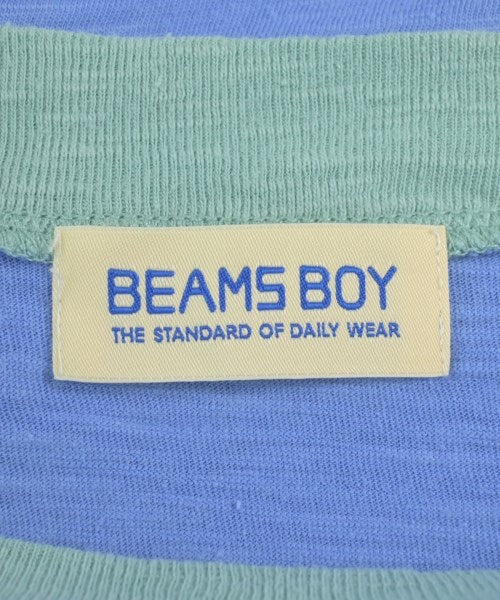 BEAMS BOY
THE STANDARD OF DAILY WEAR